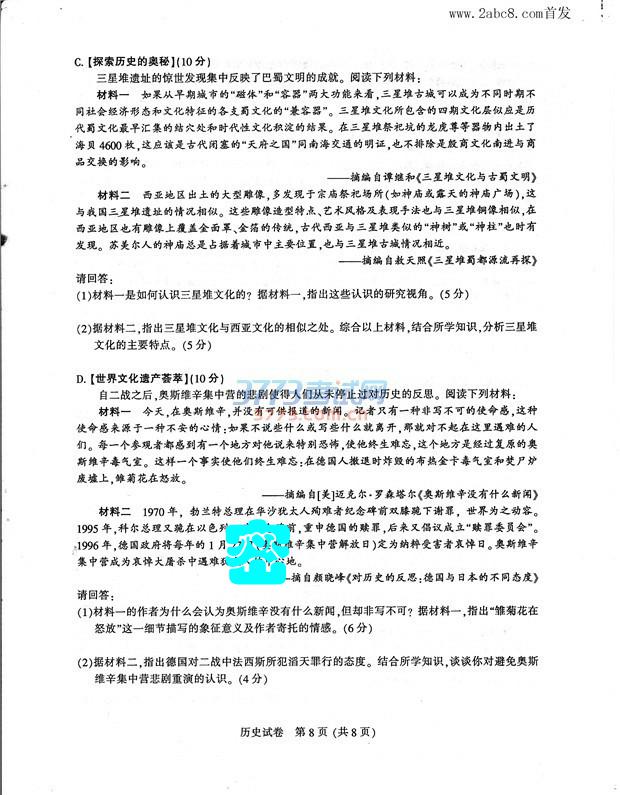 www.2abc8.com首发
C.【探索历史的奥秘】(10分)
三星堆遗址的惊世发现集中反映了巴蜀文明的成就。阅读下列材料:
材料一 如果从早期城市的“磁体”和“容器”两大功能来看,三星堆古城可以成为不同时期不
同社会经济形态和文化特征的各支蜀文化的“兼容器”。三星堆文化所包含的四期文化层似应是历
代蜀文化最早汇集的结穴处和时代性文化积淀的结果。在三星堆祭祀坑的龙虎尊等器物内出土了
海贝4600枚,这应该是古代闭塞的“天府之国”同南海交通的明证,也不排除是殷商文化南进与商
品交换的影响。
——摘编自谭继和《三星堆文化与古蜀文明》
材料二 西亚地区出土的大型雕像,多发现于宗庙祭祀场所(如神庙或露天的神庙广场),这
与我国三星堆遗址的情况相似。这些雕像造型特点、艺术风格及表现手法也与三星堆铜像相似,在
西亚地区也有雕像上覆盖金面罩、金箔的传统,古代西亚与三星堆类似的“神树”或“神柱”也时有
发现。苏美尔人的神庙总是占据着城市中主要位置,也与三星堆古城情况相近。
——摘编自敖天照《三星堆蜀都源流再探》
请回答:
(1)材料一是如何认识三星堆文化的?据材料一,指出这些认识的研究视角。(5分)
(2)据材料二,指出三星堆文化与西亚文化的相似之处。综合以上材料,结合所学知识,分析三星堆
文化的主要特点。(5分)
3773考试网
3773.com.cn
D.【世界文化遗产荟萃】(10分)
自二战之后,奥斯维辛集中营的悲剧使得人们从未停止过对历史的反思。阅读下列材料:
材料一 今天,在奥斯维辛,并没有可供报道的新闻。记者只有一种非写不可的使命感,这种
使命感来源于一种不安的心情:如果不说些什么或写些什么就离开,那就对不起在这里遇难的人
们。每一个参观者都感到有一个地方对他说来特别恐怖,使他终生难忘,这个地方是经过复原的奥
斯维辛毒气室。这样一个事实使他们终生难忘:在德国人撤退时炸毁的布热金卡毒气室和焚尸炉
废墟上,雏菊花在怒放。
——摘编自[美]迈克尔·罗森塔尔《奥斯维辛没有什么新闻》
材料二 1970年,勃兰特总理在华沙犹太人殉难者纪念碑前双膝跪下谢罪,世界为之动容。
1995年,科尔总理又跪在以色列 前,重申德国的赎罪,后来又倡议成立“赎罪委员会”。
1996年,德国政府将每年的1月 辛集中营解放日)定为纳粹受害者哀悼日。奥斯维辛
集中营成为哀悼大屠杀中遇难 地。
—摘自颜晓峰《对历史的反思:德国与日本的不同态度》
请回答:
(1)材料一的作者为什么会认为奥斯维辛没有什么新闻,但却非写不可?据材料一,指出“雏菊花在
怒放”这一细节描写的象征意义及作者寄托的情感。(6分)
(2)据材料二,指出德国对二战中法西斯所犯滔天罪行的态度。结合所学知识,谈谈你对避免奥斯
维辛集中营悲剧重演的认识。(4分)
历史试卷 第8页(共8页)